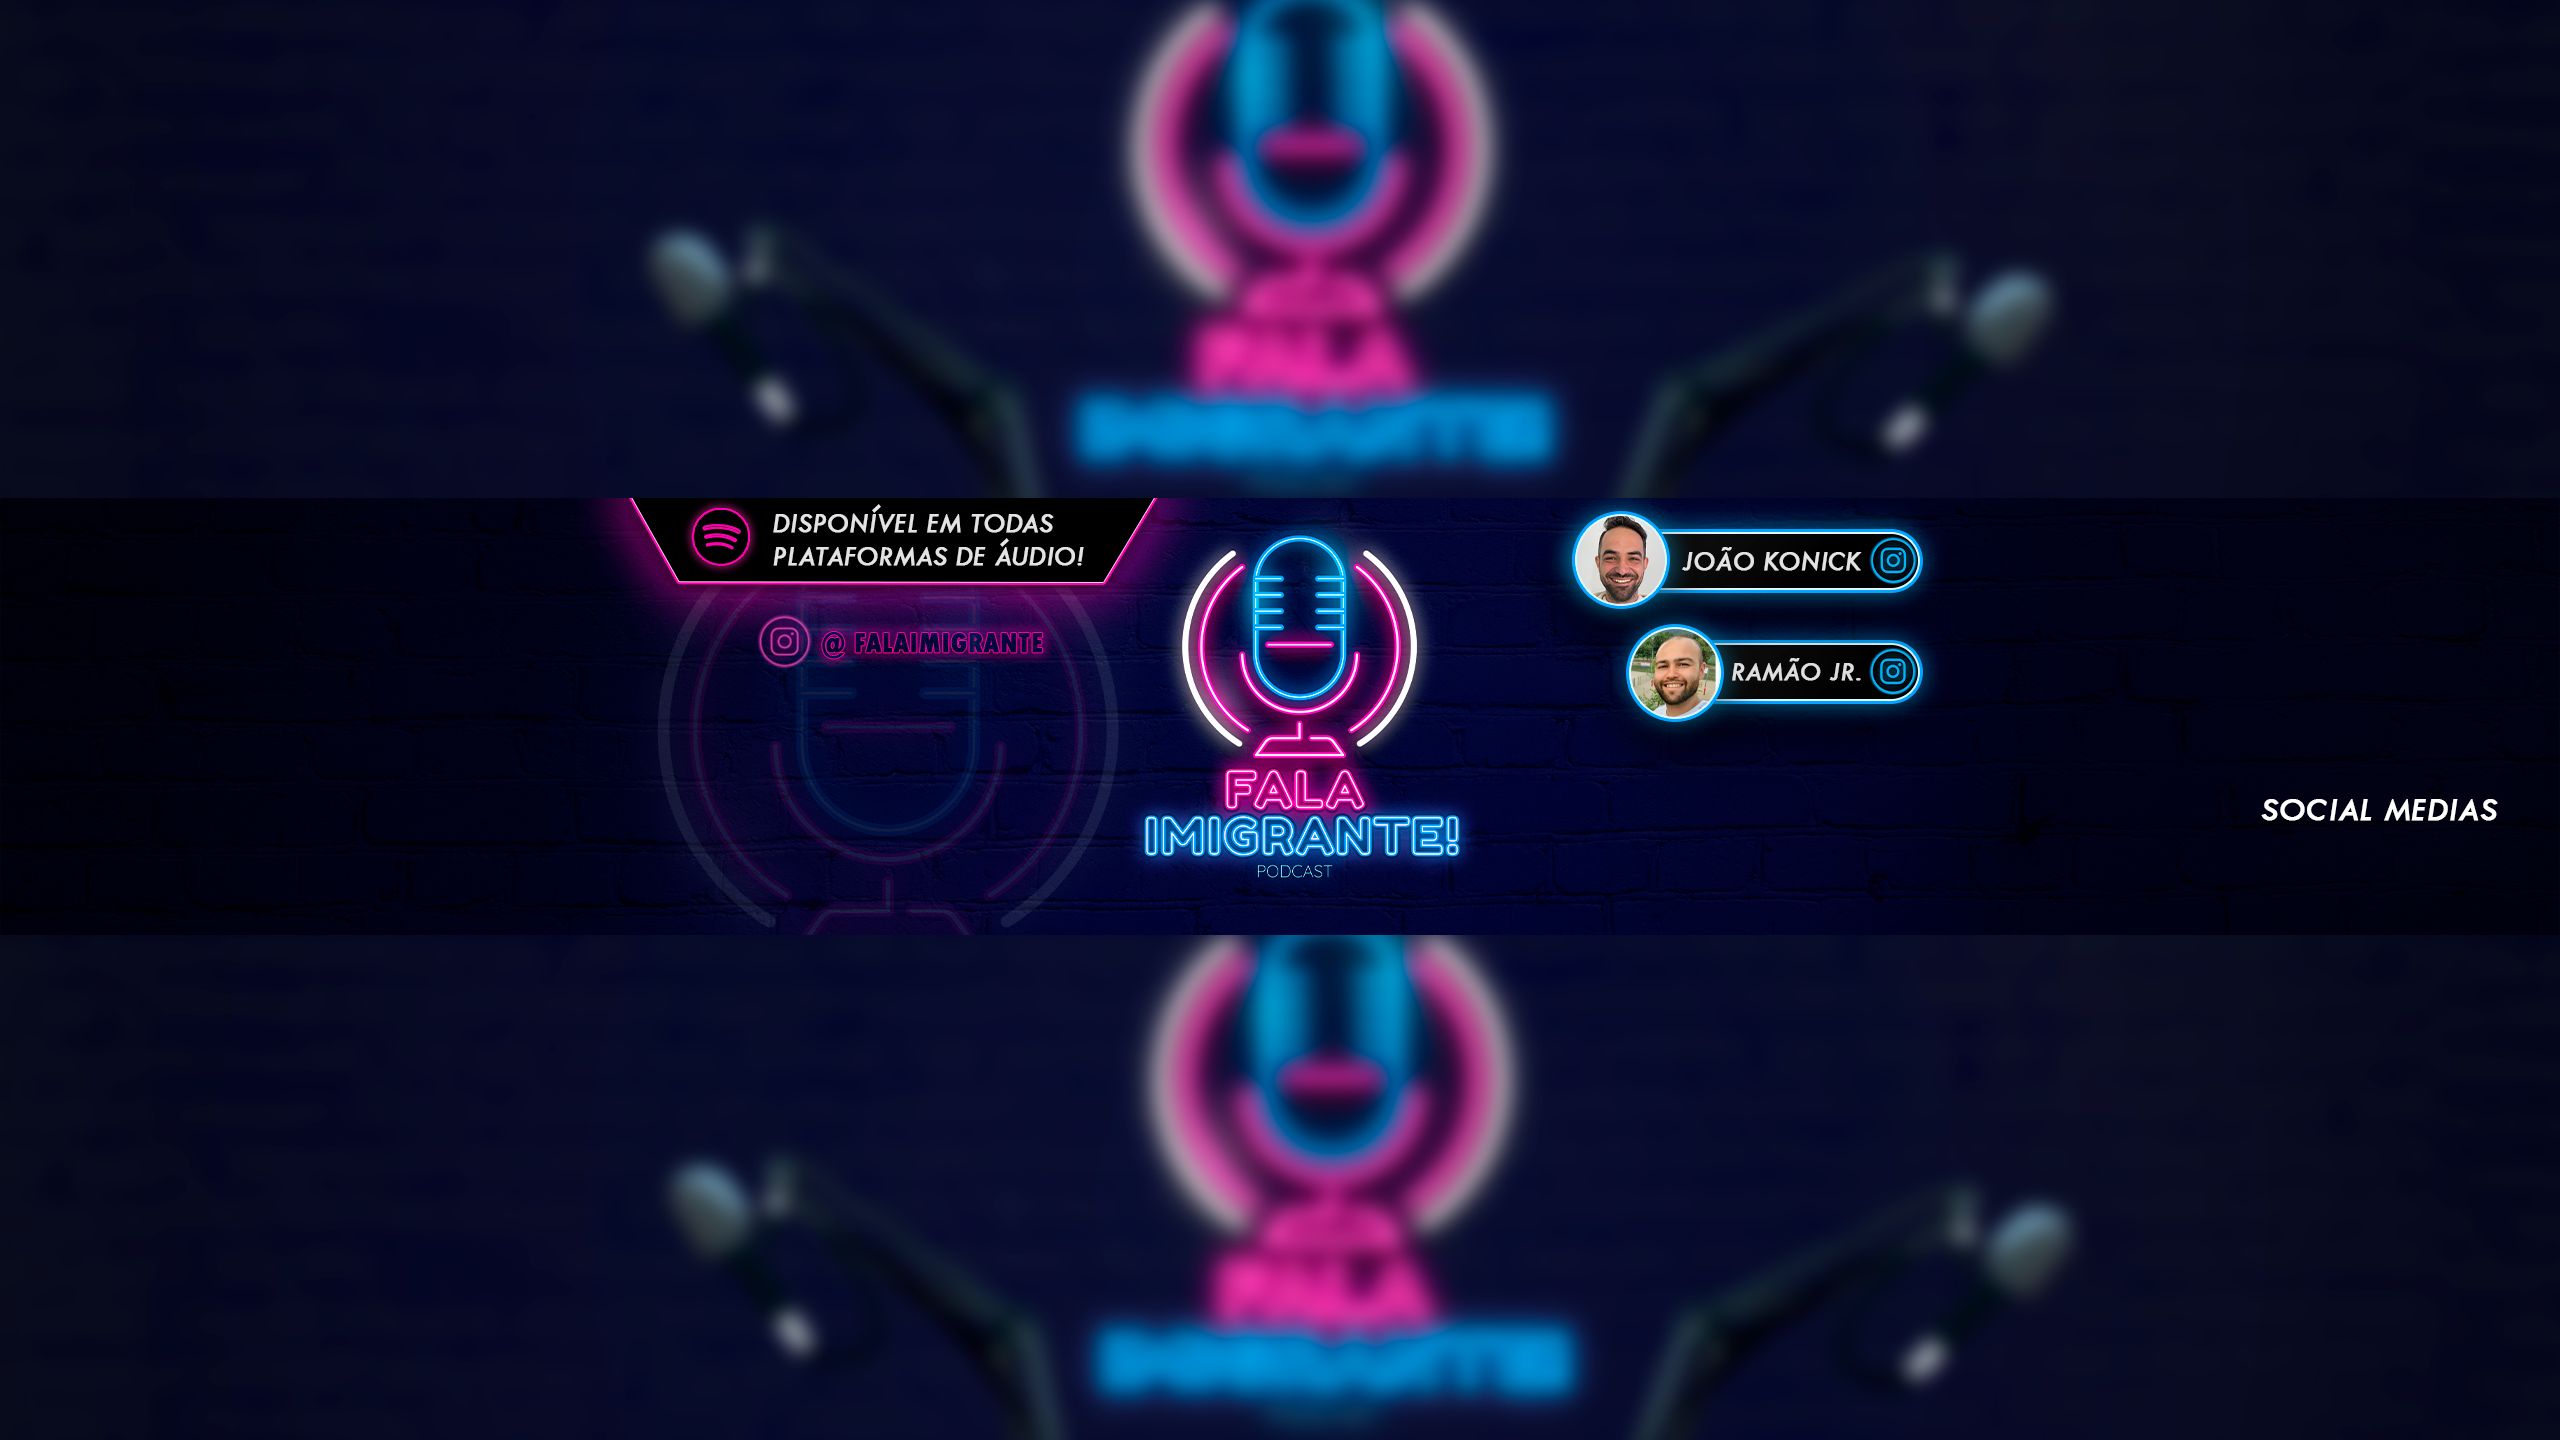 DISPONÍVEL EM TODAS
PLATAFORMAS DE ÁUDIO!
@ FALAIMIGRANTE
FALA
IMIGRANTE!
PODCAST
JOÃO KONICK
RAMÃO JR.
SOCIAL MEDIAS